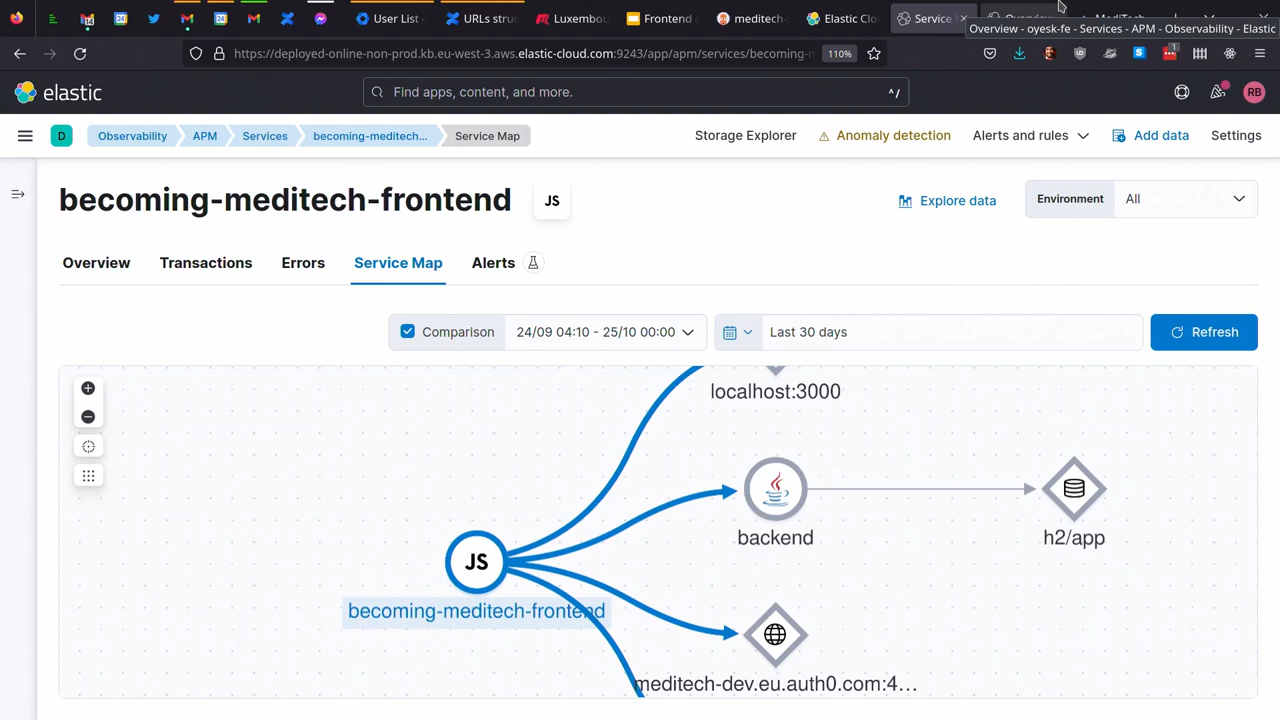 14
24
24
User List -
URLs struc
Luxembou
Frontend
meditech-
Elastic Clo
Service
Overview
MediTech
Overview - oyesk-fe - Services - APM - Observability - Elastic
https://deployed-online-non-prod.kb.eu-west-3.aws.elastic-cloud.com:9243/app/apm/services/becoming-
110%
elastic
Find apps, content, and more.
^/
RB
D
Observability
APM
Services
becoming-meditech...
Service Map
Storage Explorer
Anomaly detection
Alerts and rules
Add data
Settings
becoming-meditech-frontend
JS
Explore data
Environment
All
Overview
Transactions
Errors
Service Map
Alerts
Comparison
24/09 04:10 - 25/10 00:00
Last 30 days
Refresh
localhost:3000
backend
h2/app
JS
becoming-meditech-frontend
meditech-dev.eu.auth0.com:4...